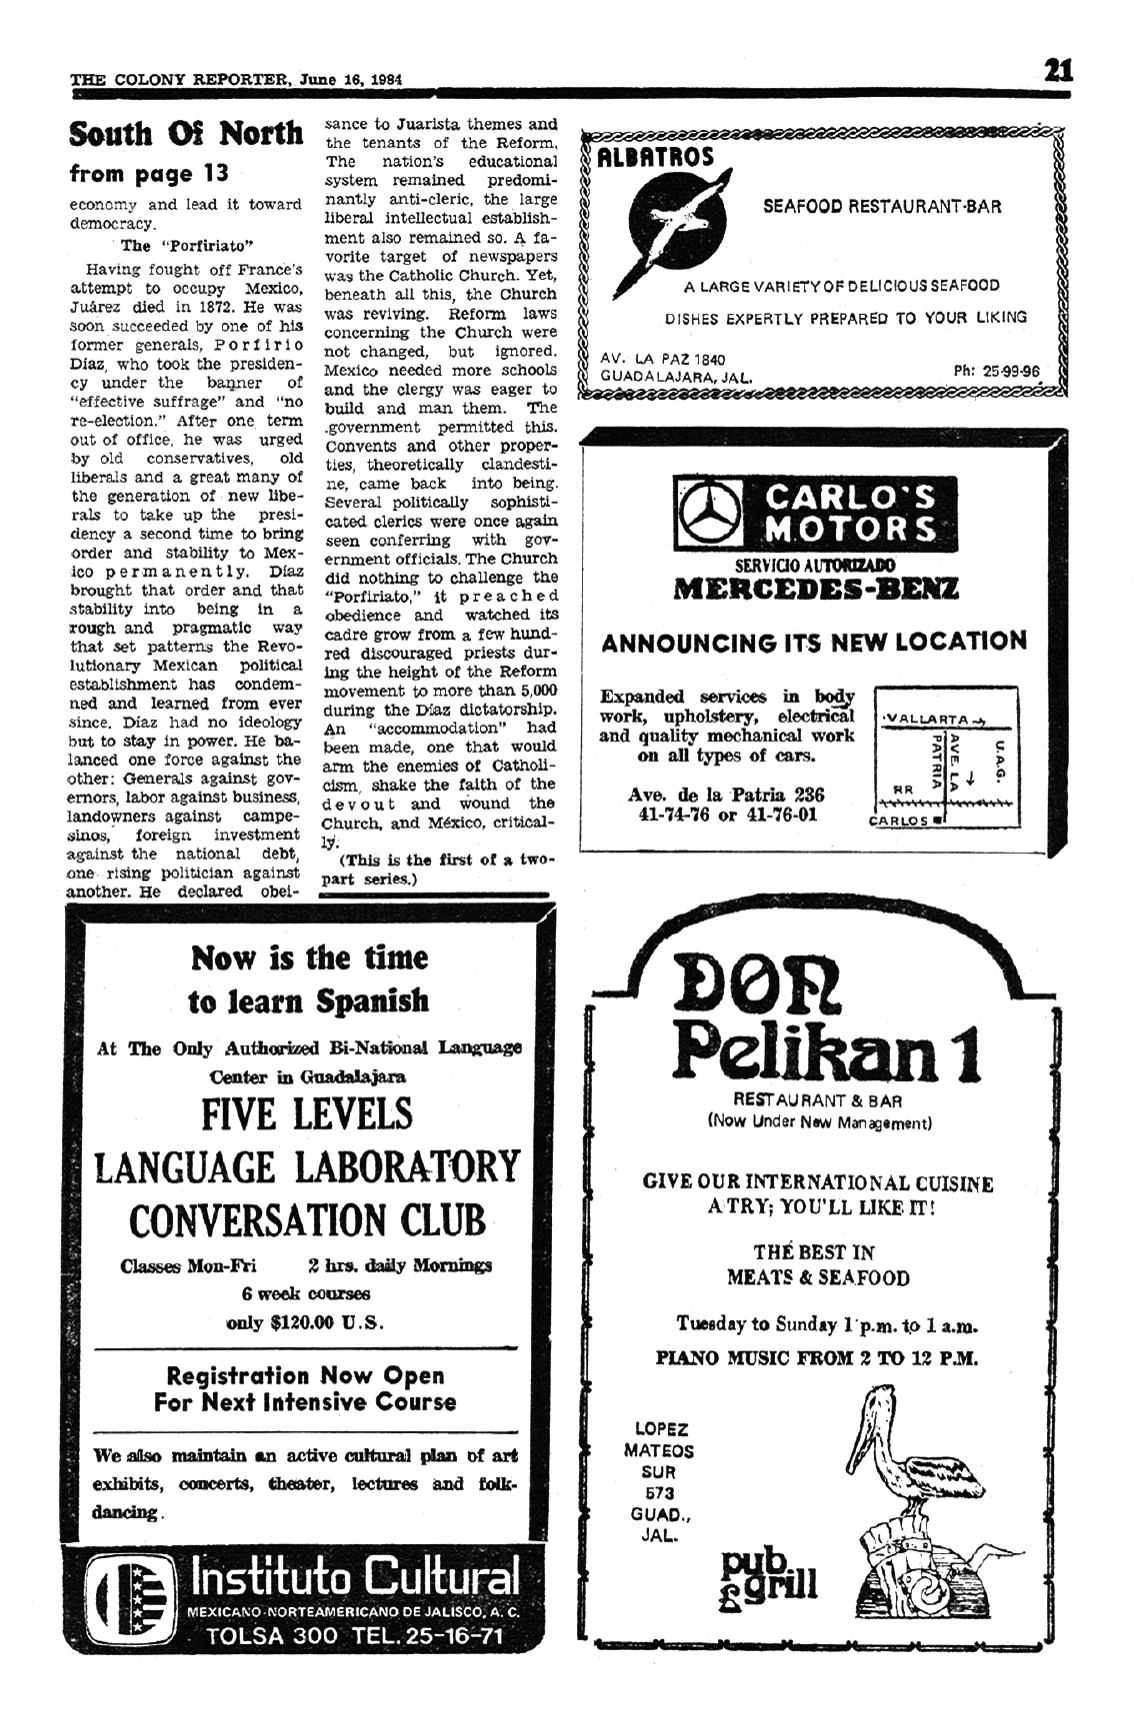 THE COLONY REPORTER, June 16, 1984
21
South Of North
from page 13
economy and lead it toward
democracy.
The "Porfiriato"
Having fought off France's
attempt to occupy Mexico,
Juárez died in 1872. He was
soon succeeded by one of his
former generals, Porfirio
Díaz, who took the presiden-
cy under the banner of
"effective suffrage" and "no
re-election." After one term
out of office, he was urged
by old conservatives, old
liberals and a great many of
the generation of new libe-
rals to take up the presi-
dency a second time to bring
order and stability to Mex-
ico permanently. Díaz
brought that order and that
stability into being in a
rough and pragmatic way
that set patterns the Revo-
lutionary Mexican political
establishment has condem-
ned and learned from ever
since. Díaz had no ideology
but to stay in power. He ba-
lanced one force against the
other: Generals against gov-
ernors, labor against business,
landowners against campe-
sinos, foreign investment
against the national debt,
one rising politician against
another. He declared obei-
sance to Juarista themes and
the tenants of the Reform.
The nation's educational
system remained predomi-
nantly anti-cleric, the large
liberal intellectual establish-
ment also remained so. A fa-
vorite target of newspapers
was the Catholic Church. Yet,
beneath all this, the Church
was reviving. Reform laws
concerning the Church were
not changed, but ignored.
Mexico needed more schools
and the clergy was eager to
build and man them. The
government permitted this.
Convents and other proper-
ties, theoretically clandesti-
ne, came back into being.
Several politically sophisti-
cated clerics were once again
seen conferring with gov-
ernment officials. The Church
did nothing to challenge the
"Porfiriato," it preached
obedience and watched its
cadre grow from a few hund-
red discouraged priests dur-
ing the height of the Reform
movement to more than 5,000
during the Díaz dictatorship.
An "accommodation" had
been made, one that would
arm the enemies of Catholi-
cism, shake the faith of the
devout and wound the
Church, and México, critical-
ly.
(This is the first of a two-
part series.)
ALBATROS
SEAFOOD RESTAURANT-BAR
A LARGE VARIETY OF DELICIOUS SEAFOOD
DISHES EXPERTLY PREPARED TO YOUR LIKING
AV. LA PAZ 1840
GUADALAJARA, JAL.
Ph: 25-99-96
CARLO'S
MOTORS
SERVICIO AUTORIZADO
MERCEDES-BENZ
ANNOUNCING ITS NEW LOCATION
Expanded services in body
work, upholstery, electrical
and quality mechanical work
on all types of cars.
Ave. de la Patria 236
41-74-76 or 41-76-01
VALLARTA
AVE. LA
PATRIA
U.A.G.
RR
CARLOS
Now is the time
to learn Spanish
At The Only Authorized Bi-National Language
Center in Guadalajara
FIVE LEVELS
LANGUAGE LABORATORY
CONVERSATION CLUB
Classes Mon-Fri 2 hrs. daily Mornings
6 week courses
only $120.00 U.S.
Registration Now Open
For Next Intensive Course
We also maintain an active cultural plan of art
exhibits, concerts, theater, lectures and folk-
dancing.
Instituto Cultural
MEXICANO-NORTEAMERICANO DE JALISCO, A. C.
TOLSA 300 TEL. 25-16-71
DON
Pelikan 1
RESTAURANT & BAR
(Now Under New Management)
GIVE OUR INTERNATIONAL CUISINE
A TRY; YOU'LL LIKE IT!
THE BEST IN
MEATS & SEAFOOD
Tuesday to Sunday 1 p.m. to 1 a.m.
PIANO MUSIC FROM 2 TO 12 P.M.
LOPEZ
MATEOS
SUR
573
GUAD.,
JAL.
pub
& grill